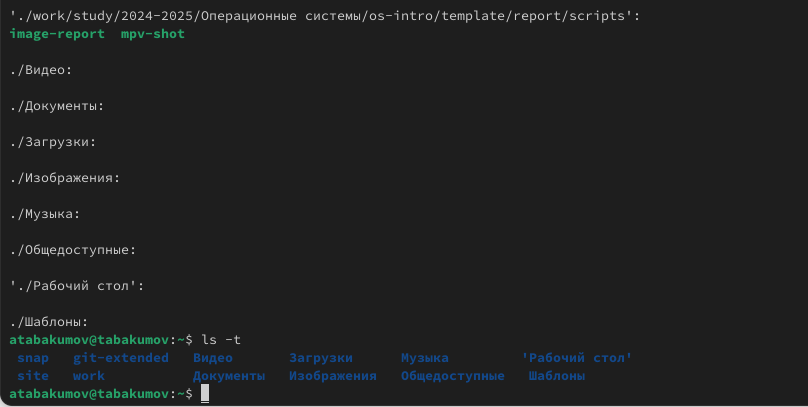 './work/study/2024-2025/Операционные системы/os-intro/template/report/scripts':
image-report  mpv-shot
./Видео:
./Документы:
./Загрузки:
./Изображения:
./Музыка:
./Общедоступные:
'./Рабочий стол':
./Шаблоны:
atabakumov@tabakumov:~$ ls -t
snap   git-extended   Видео       Загрузки      Музыка         'Рабочий стол'
site   work           Документы   Изображения   Общедоступные   Шаблоны
atabakumov@tabakumov:~$